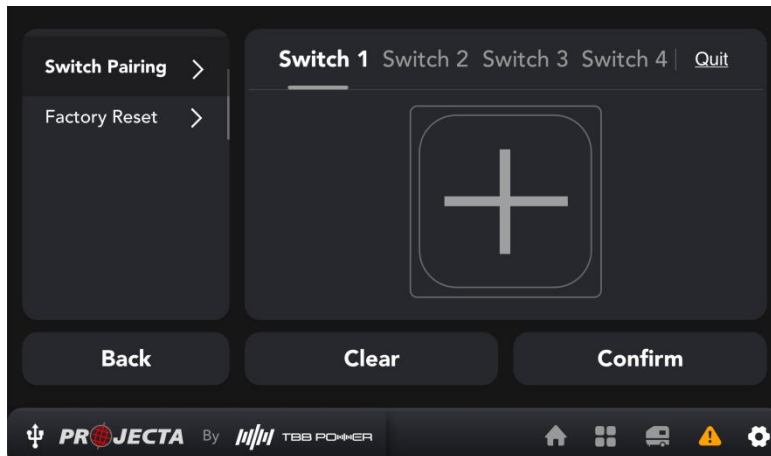 Switch Pairing
Factory Reset
Switch 1 Switch 2 Switch 3 Switch 4 Quit
Back
Clear
Confirm
PROJECTA By TBB POWER